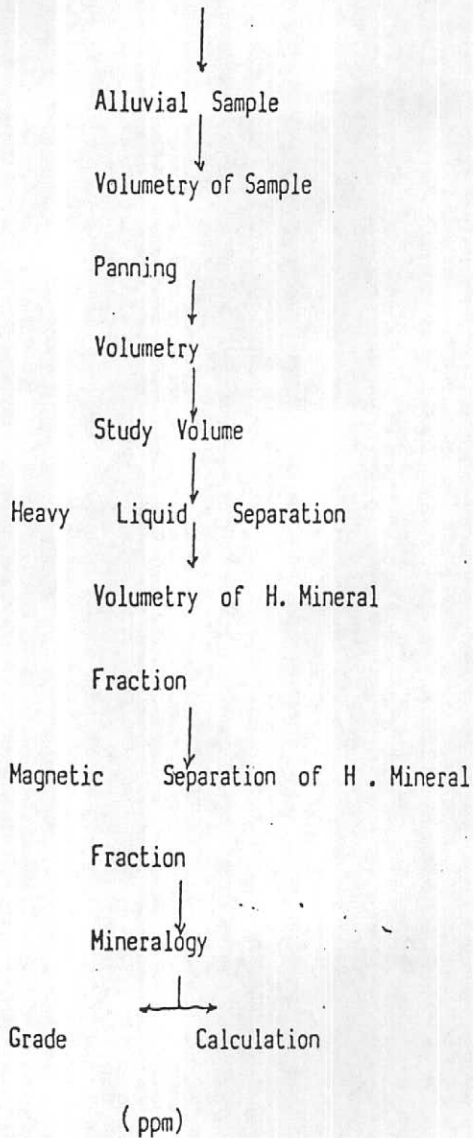 Alluvial Sample
Volumetry of Sample
Panning
Volumetry
Study Volume
Heavy Liquid Separation
Volumetry of H. Mineral
Fraction
Magnetic Separation of H . Mineral
Fraction
Mineralogy
Grade Calculation
(ppm)